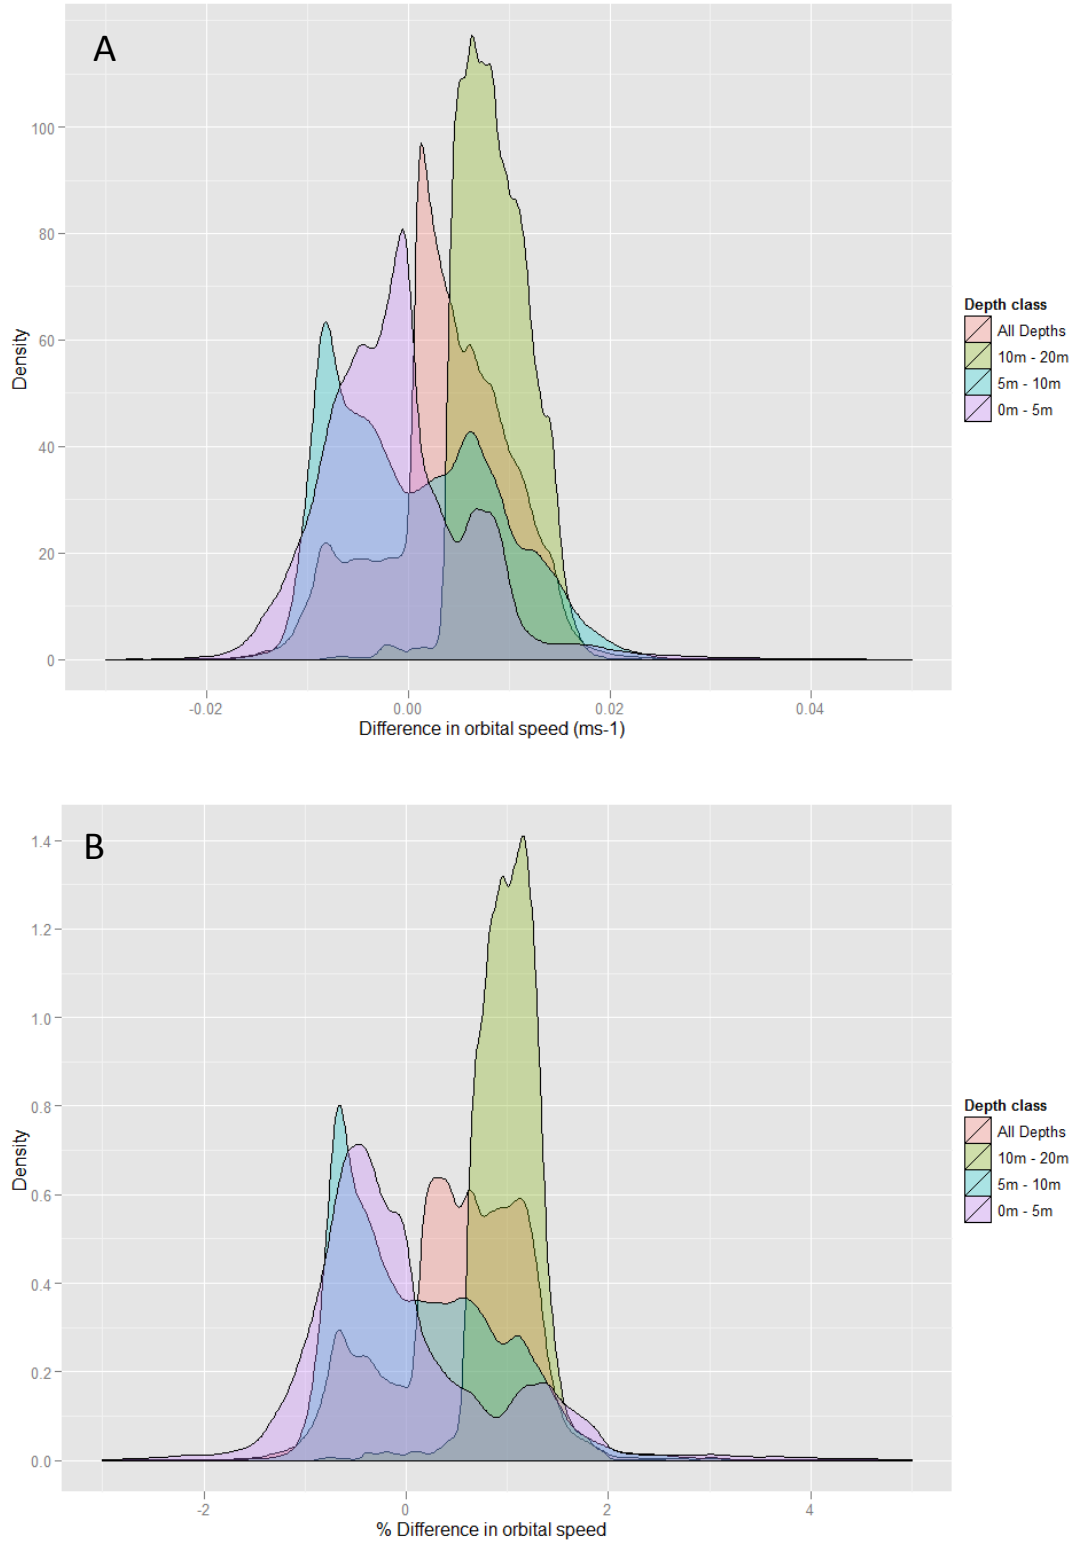 A
100
80
60
40
20
0
Density
-0.02
0.00
0.02
0.04
Difference in orbital speed (ms-1)
Depth class
All Depths
10m - 20m
5m - 10m
0m - 5m
B
1.4
1.2
1.0
0.8
0.6
0.4
0.2
0.0
Density
-2
0
2
4
% Difference in orbital speed
Depth class
All Depths
10m - 20m
5m - 10m
0m - 5m